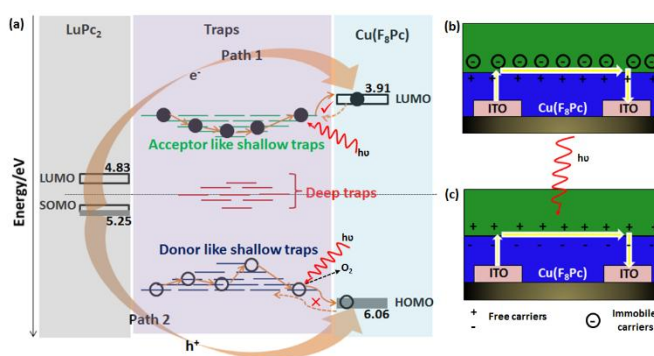 (a)
LuPc₂
Traps
Cu(F₈Pc)
Path 1
e⁻
3.91
LUMO
hυ
Acceptor like shallow traps
Energy/eV
4.83
LUMO
SOMO
5.25
Deep traps
Donor like shallow traps
hυ
O₂
HOMO
6.06
Path 2
h⁺
(b)
+ + + +
ITO
Cu(F₈Pc)
ITO
hυ
(c)
+ + + + + + + +
- - - -
ITO
Cu(F₈Pc)
ITO
+
-
Free carriers
Immobile
carriers